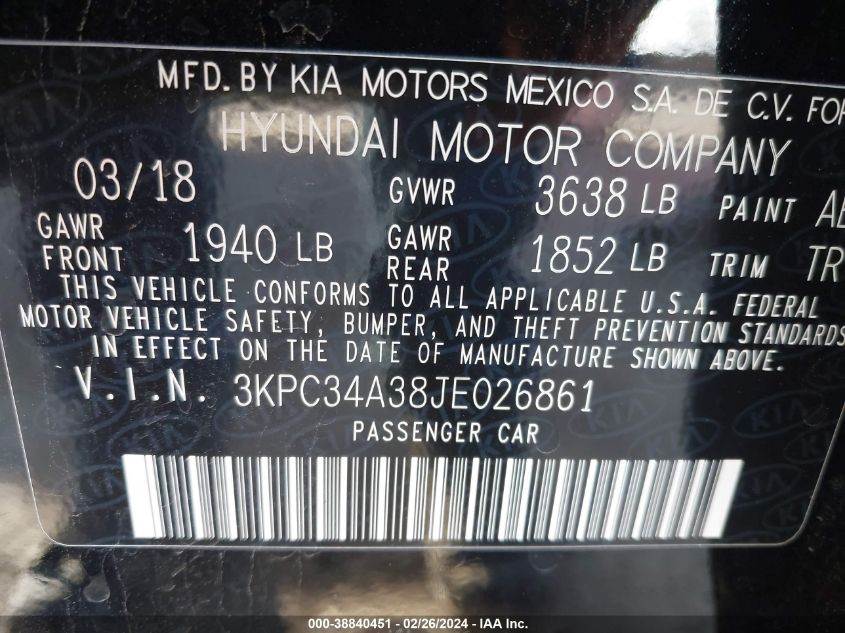 MFD. BY KIA MOTORS MEXICO S.A. DE C.V. FOR
HYUNDAI MOTOR COMPANY
03/18 GVWR 3638 LB PAINT
GAWR FRONT 1940 LB GAWR REAR 1852 LB TRIM TR
THIS VEHICLE CONFORMS TO ALL APPLICABLE U.S.A. FEDERAL
MOTOR VEHICLE SAFETY, BUMPER, AND THEFT PREVENTION STANDARDS
IN EFFECT ON THE DATE OF MANUFACTURE SHOWN ABOVE.
V.I.N. 3KPC34A38JE026861
PASSENGER CAR
000-38840451 - 02/26/2024 - IAA Inc.